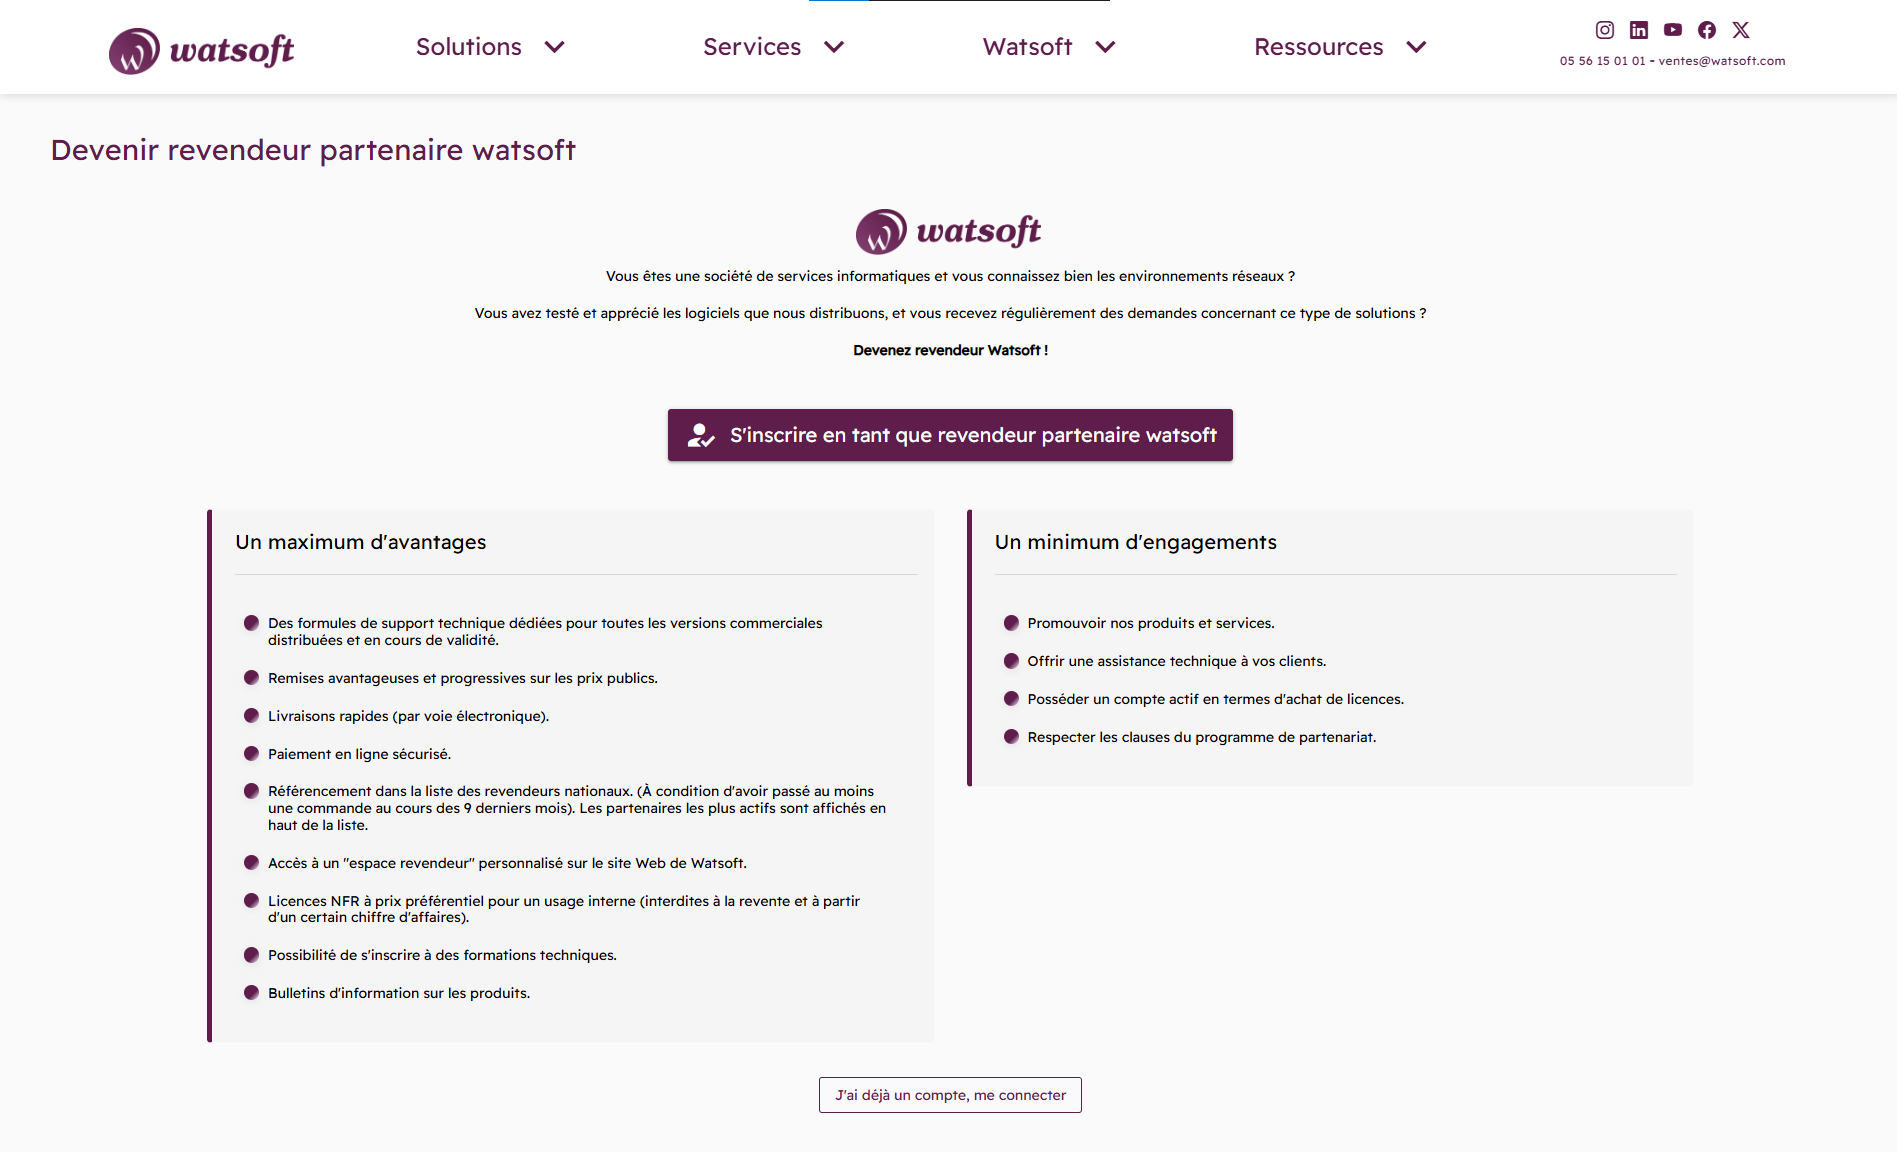 watsoft
Solutions
Services
Watsoft
Ressources
05 56 15 01 01 - ventes@watsoft.com
Devenir revendeur partenaire watsoft
watsoft
Vous êtes une société de services informatiques et vous connaissez bien les environnements réseaux ?
Vous avez testé et apprécié les logiciels que nous distribuons, et vous recevez régulièrement des demandes concernant ce type de solutions ?
Devenez revendeur Watsoft !
S'inscrire en tant que revendeur partenaire watsoft
Un maximum d'avantages
Des formules de support technique dédiées pour toutes les versions commerciales
distribuées et en cours de validité.
Remises avantageuses et progressives sur les prix publics.
Livraisons rapides (par voie électronique).
Paiement en ligne sécurisé.
Référencement dans la liste des revendeurs nationaux. (À condition d'avoir passé au moins
une commande au cours des 9 derniers mois). Les partenaires les plus actifs sont affichés en
haut de la liste.
Accès à un "espace revendeur" personnalisé sur le site Web de Watsoft.
Licences NFR à prix préférentiel pour un usage interne (interdites à la revente et à partir
d'un certain chiffre d'affaires).
Possibilité de s'inscrire à des formations techniques.
Bulletins d'information sur les produits.
Un minimum d'engagements
Promouvoir nos produits et services.
Offrir une assistance technique à vos clients.
Posséder un compte actif en termes d'achat de licences.
Respecter les clauses du programme de partenariat.
J'ai déjà un compte, me connecter